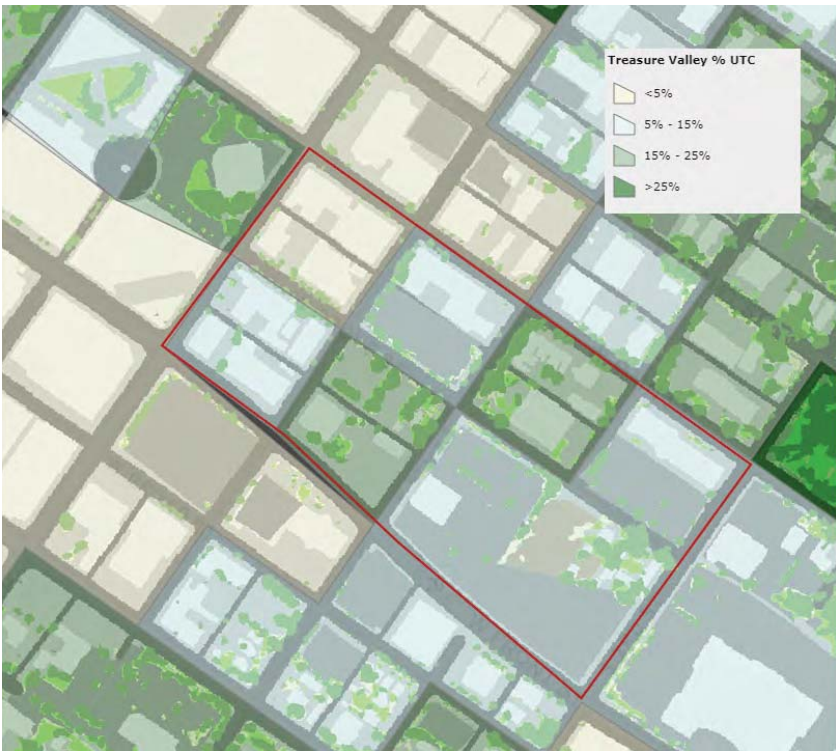 Treasure Valley % UTC
<5%
5% - 15%
15% - 25%
>25%